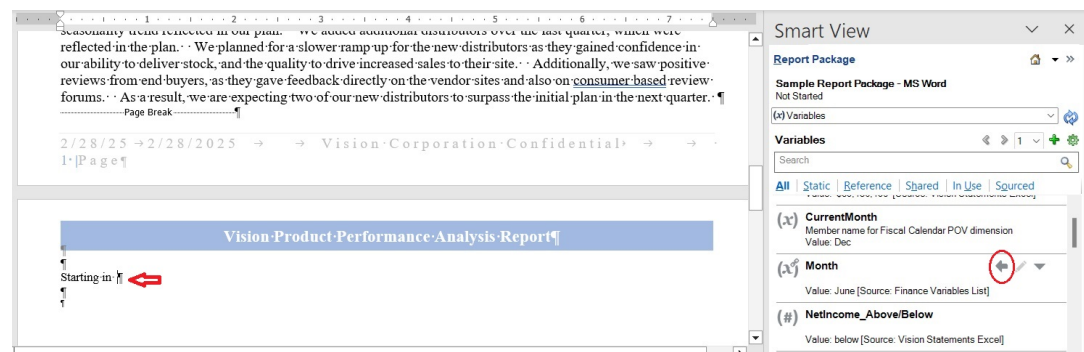 1 2 3 4 5 6 7
seasonality trend reflected in our plan. We added additional distributors over the last quarter, which were
reflected in the plan. We planned for a slower ramp up for the new distributors as they gained confidence in
our ability to deliver stock, and the quality to drive increased sales to their site. Additionally, we saw positive
reviews from end buyers, as they gave feedback directly on the vendor sites and also on consumer based review
forums. As a result, we are expecting two of our new distributors to surpass the initial plan in the next quarter. ¶
Page Break ¶
2/28/25 → 2/28/2025 → → Vision Corporation Confidential → → 
1 | Page ¶
Vision Product Performance Analysis Report¶
¶
¶
Starting in ¶
¶
¶
Smart View
Report Package
Sample Report Package - MS Word
Not Started
(x) Variables
Variables
1
Search
All Static Reference Shared In Use Sourced
(x) CurrentMonth
Member name for Fiscal Calendar POV dimension
Value: Dec
(x) Month
Value: June [Source: Finance Variables List]
(#) NetIncome_Above/Below
Value: below [Source: Vision Statements Excel]